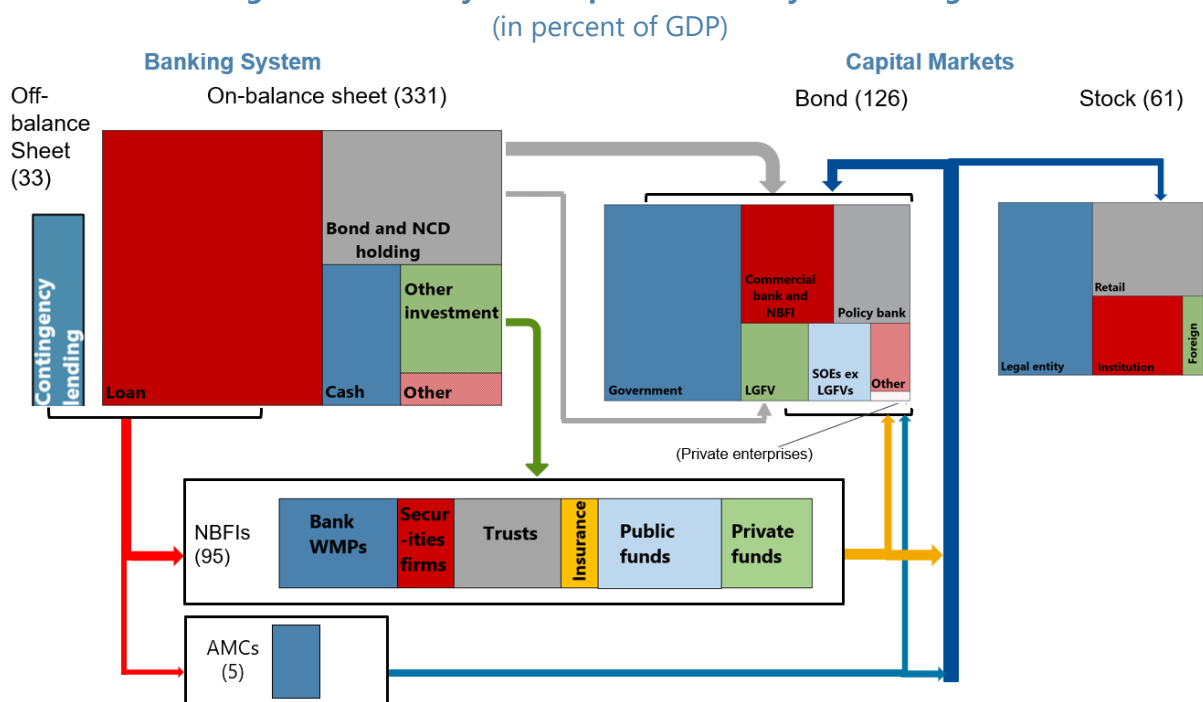 (in percent of GDP)
Banking System
Capital Markets
Off-
balance
Sheet
(33)
On-balance sheet (331)
Bond (126)
Stock (61)
Contingency
lending
Loan
Bond and NCD
holding
Cash
Other
investment
Other
Government
Commercial
bank and
NBFI
Policy bank
LGFV
SOEs ex
LGFVs
Other
(Private enterprises)
Legal entity
Retail
Institution
Foreign
NBFIs
(95)
Bank
WMPs
Secur
-ities
firms
Trusts
Insurance
Public
funds
Private
funds
AMCs
(5)